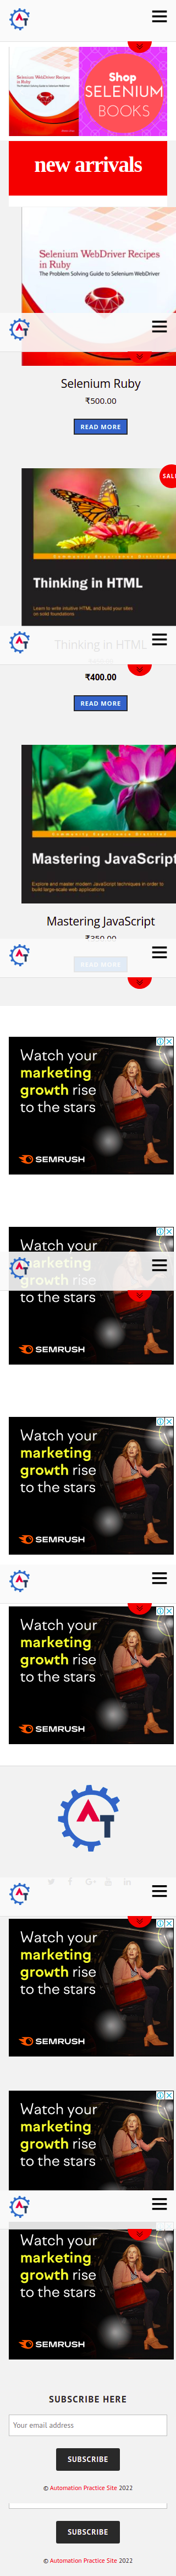 Selenium WebDriver Recipes
in Ruby
Shop
SELENIUM
BOOKS
new arrivals
Selenium WebDriver Recipes
in Ruby
The Problem Solving Guide to Selenium WebDriver
Selenium Ruby
₹500.00
READ MORE
SALE
Community Experience Distilled
Thinking in HTML
Learn to write intuitive HTML and build your sites
on solid foundations
Thinking in HTML
₹400.00
READ MORE
Community Experience Distilled
Mastering JavaScript
Explore and master modern JavaScript techniques in order to
build large-scale web applications
Mastering JavaScript
₹350.00
READ MORE
Watch your
marketing
growth rise
to the stars
SEMRUSH
Watch your
marketing
growth rise
to the stars
SEMRUSH
Watch your
marketing
growth rise
to the stars
SEMRUSH
Watch your
marketing
growth rise
to the stars
SEMRUSH
Watch your
marketing
growth rise
to the stars
SEMRUSH
Watch your
marketing
growth rise
Watch your
marketing
growth rise
to the stars
SEMRUSH
SUBSCRIBE HERE
Your email address
SUBSCRIBE
© Automation Practice Site 2022
SUBSCRIBE
© Automation Practice Site 2022